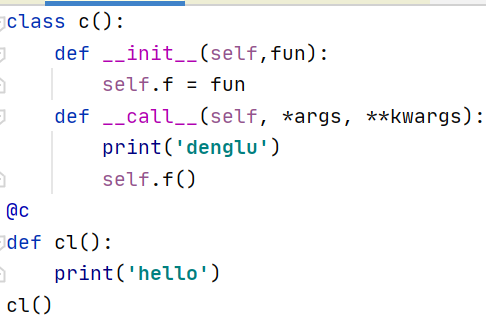 class c():
    def __init__(self,fun):
        self.f = fun
    def __call__(self, *args, **kwargs):
        print('denglu')
        self.f()
@c
def cl():
    print('hello')
cl()